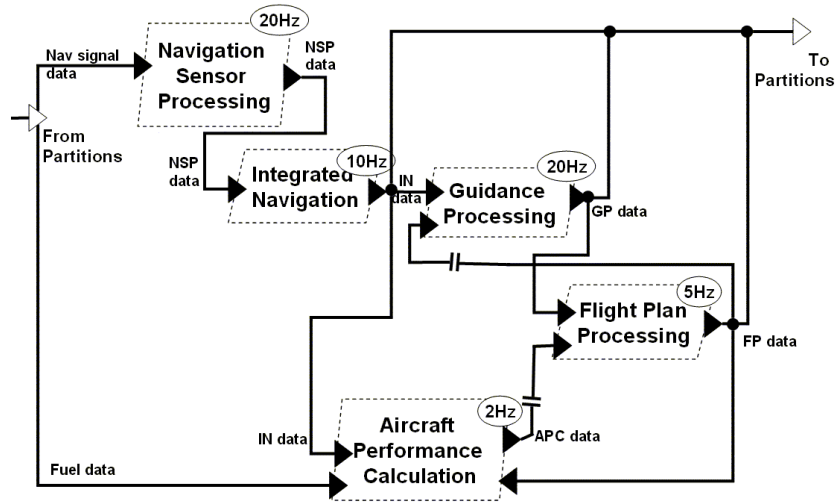 20Hz
Nav signal
data
Navigation
Sensor
Processing
NSP
data
To
Partitions
From
Partitions
NSP
data
10Hz
Integrated
Navigation
IN
data
20Hz
Guidance
Processing
GP data
5Hz
Flight Plan
Processing
FP data
2Hz
Aircraft
Performance
Calculation
IN data
APC data
Fuel data